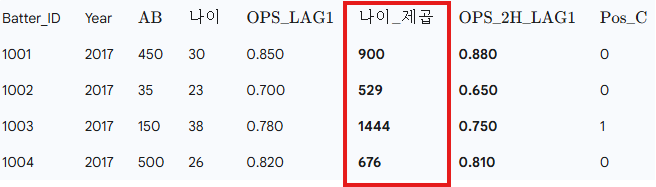 Batter_ID Year AB 나이 OPS_LAG1 나이_제곱 OPS_2H_LAG1 Pos_C
1001 2017 450 30 0.850 900 0.880 0
1002 2017 35 23 0.700 529 0.650 0
1003 2017 150 38 0.780 1444 0.750 1
1004 2017 500 26 0.820 676 0.810 0